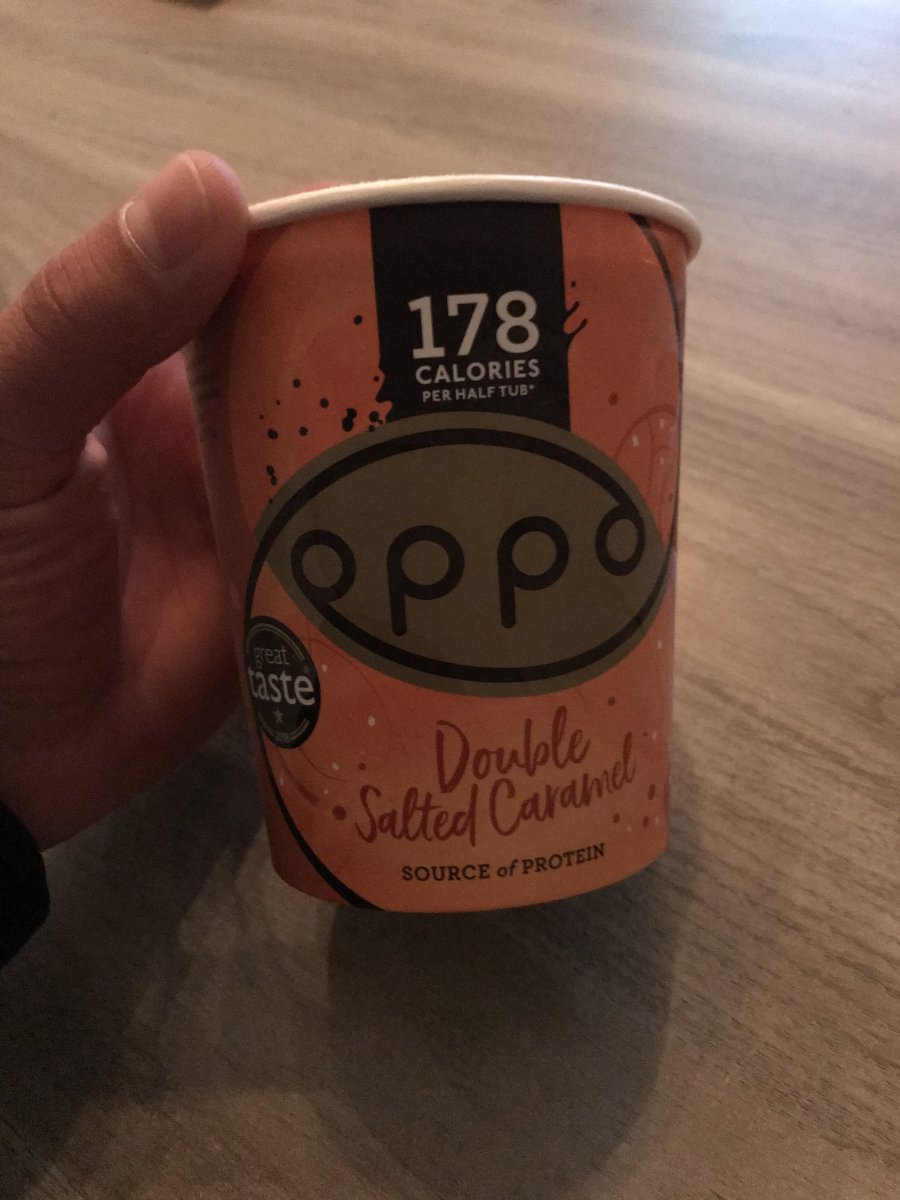 178
CALORIES
PER HALF TUB*
oppo
great
taste
Double
Salted Caramel
SOURCE of PROTEIN